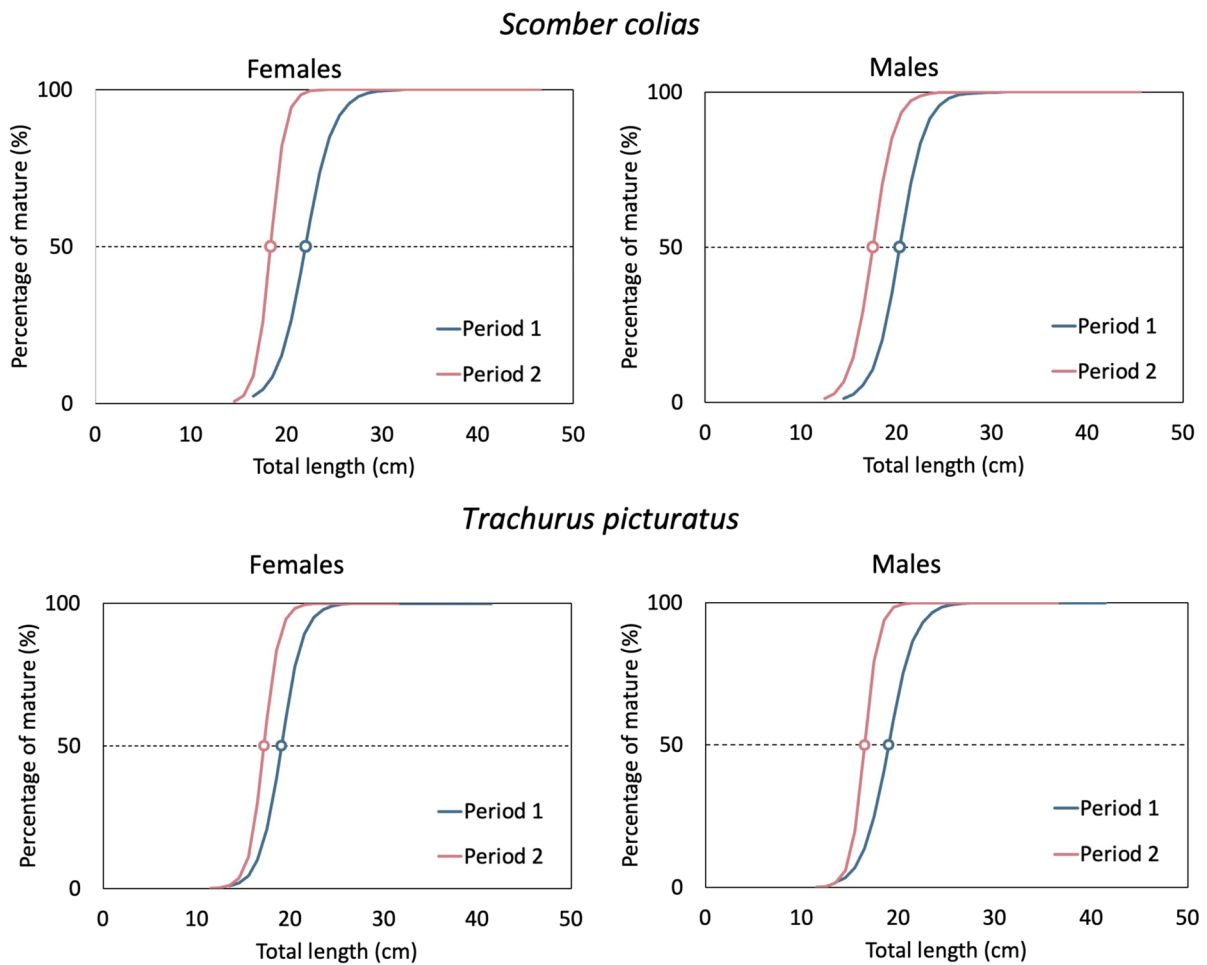 Scomber colias
Females
Percentage of mature (%)
100
50
0
0 10 20 30 40 50
Total length (cm)
Period 1
Period 2
Males
Percentage of mature (%)
100
50
0
0 10 20 30 40 50
Total length (cm)
Period 1
Period 2
Trachurus picturatus
Females
Percentage of mature (%)
100
50
0
0 10 20 30 40 50
Total length (cm)
Period 1
Period 2
Males
Percentage of mature (%)
100
50
0
0 10 20 30 40 50
Total length (cm)
Period 1
Period 2